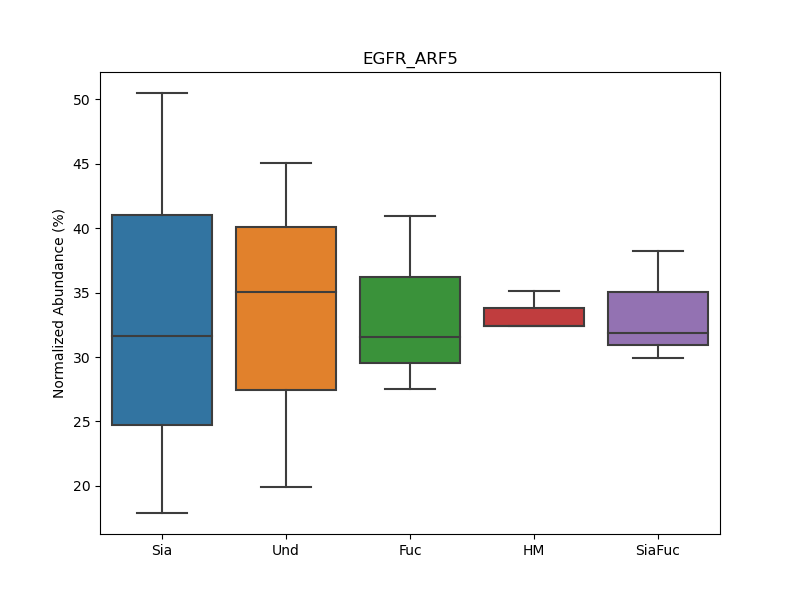 EGFR_ARF5
Normalized Abundance (%)
50
45
40
35
30
25
20
Sia
Und
Fuc
HM
SiaFuc